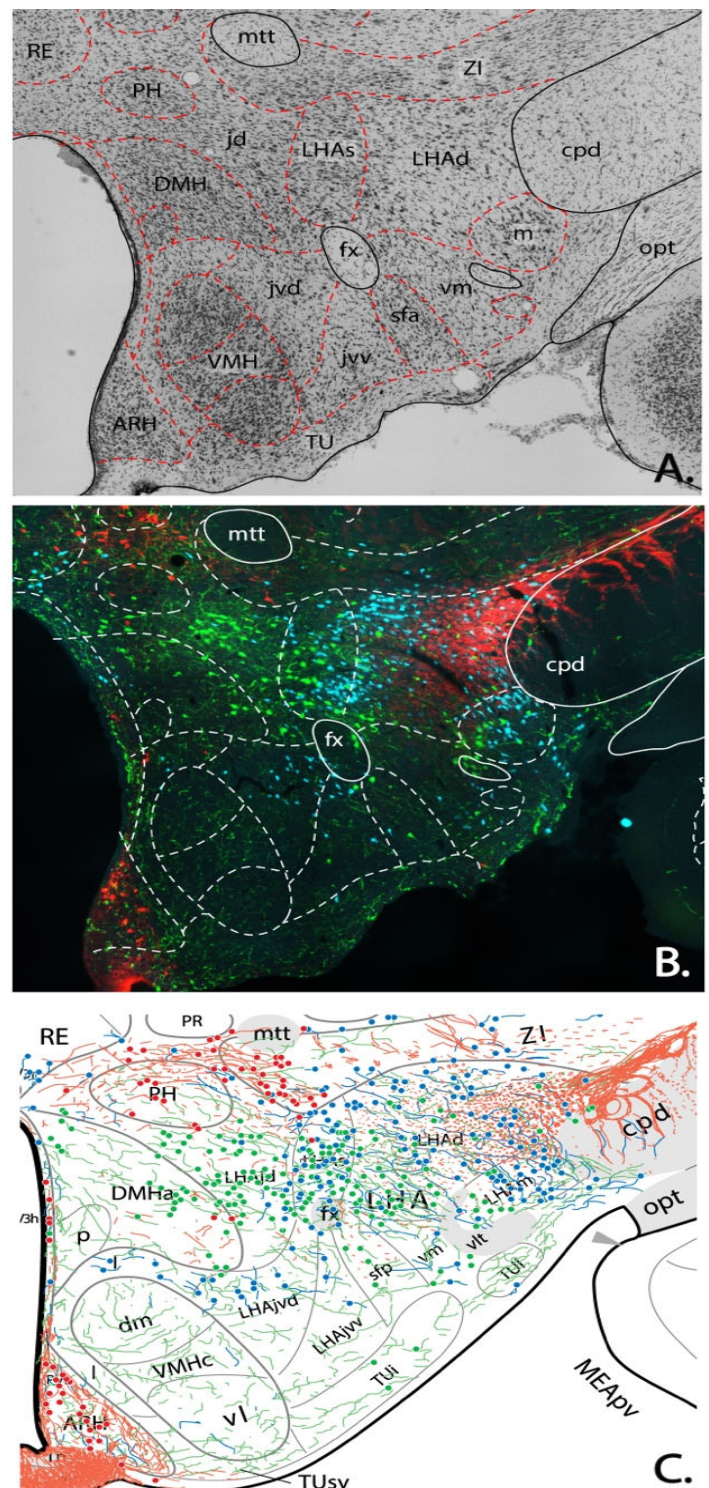 RE
mtt
ZI
PH
jd
LHAs
LHAd
cpd
DMH
m
fx
opt
jvd
vm
sfa
VMH
jvv
ARH
TU
A.
mtt
cpd
fx
B.
RE
PR
mtt
ZI
PH
LHAd
cpd
DMHa
LHAjd
LHA
LHAm
V3h
fx
opt
p
l
sfp
vm
vlt
TUl
dm
LHAjvd
LHAjvv
VMHc
l
TUi
vl
MEApv
ARH
TUsv
C.